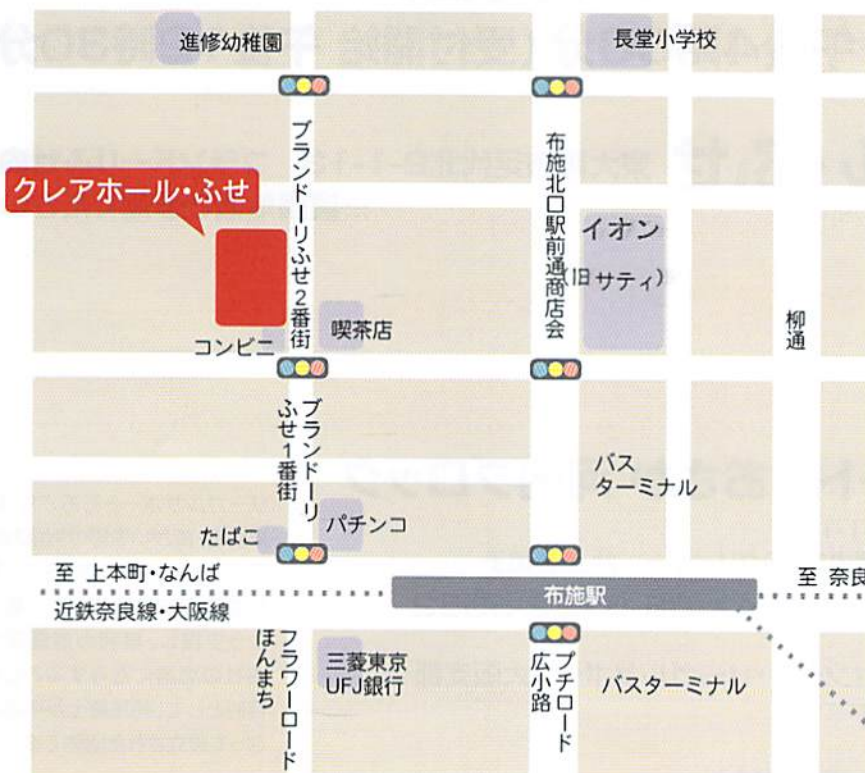 進修幼稚園
長堂小学校
ブランドーリふせ2番街
布施北口駅前通商店会
クレアホール・ふせ
イオン
(旧サティ)
柳通
コンビニ
喫茶店
ブランドーリ
ふせ1番街
バス
ターミナル
たばこ
パチンコ
至 上本町・なんば
布施駅
至 奈良
近鉄奈良線・大阪線
フラワーロード
ほんまち
三菱東京
UFJ銀行
プチロード
広小路
バスターミナル